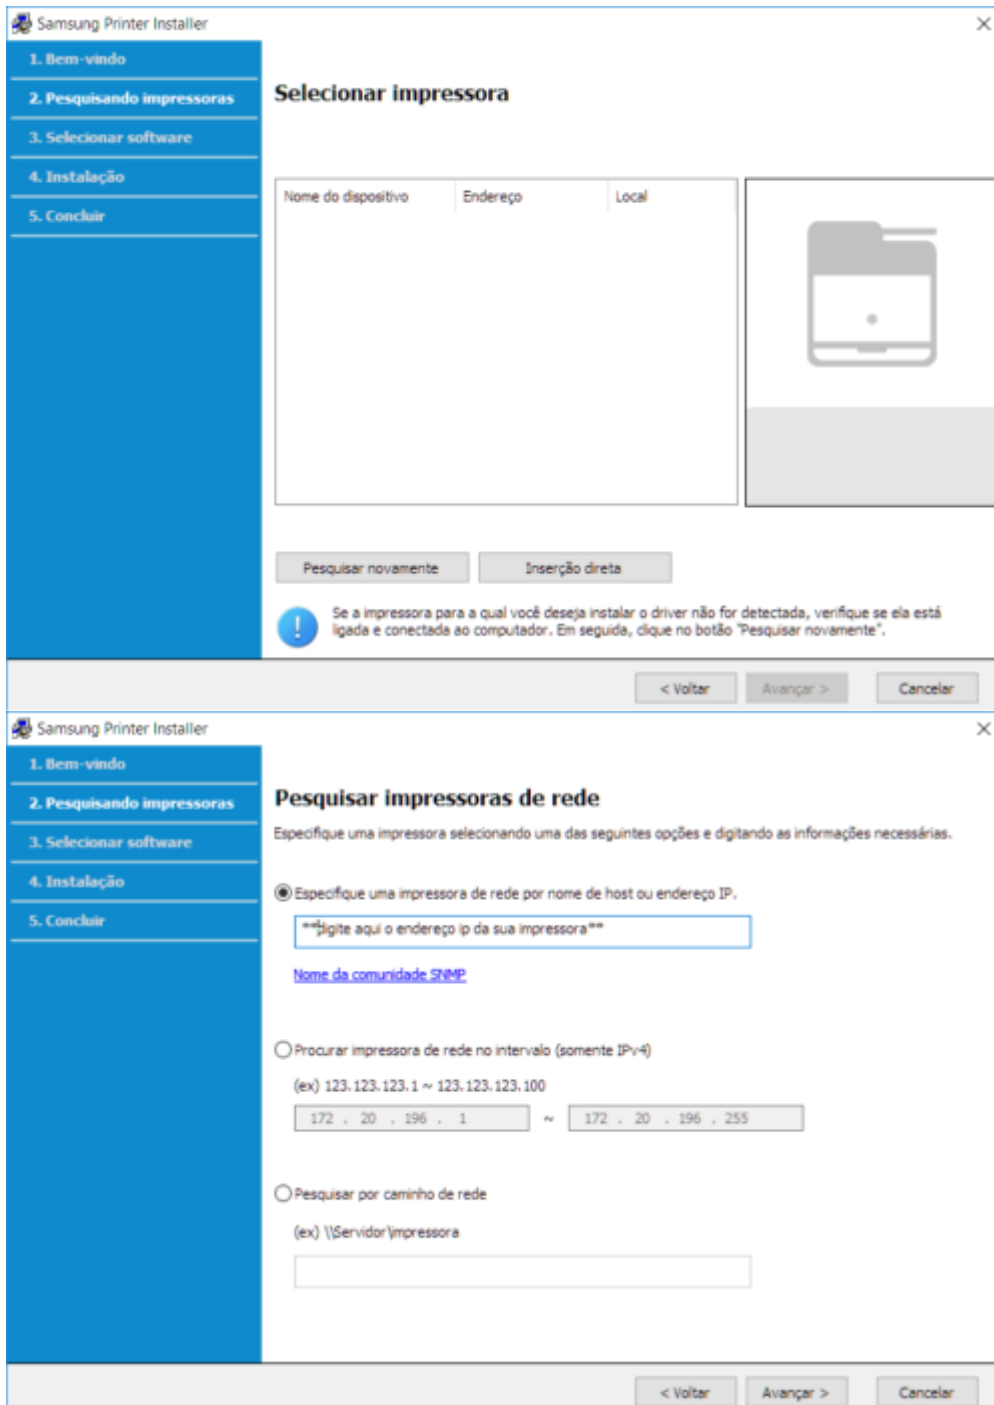 Samsung Printer Installer
1. Bem-vindo
2. Pesquisando impressoras
3. Selecionar software
4. Instalação
5. Concluir
Selecionar impressora
Nome do dispositivo Endereço Local
Pesquisar novamente Inserção direta
Se a impressora para a qual você deseja instalar o driver não for detectada, verifique se ela está
ligada e conectada ao computador. Em seguida, clique no botão "Pesquisar novamente".
< Voltar Avançar > Cancelar
Samsung Printer Installer
1. Bem-vindo
2. Pesquisando impressoras
3. Selecionar software
4. Instalação
5. Concluir
Pesquisar impressoras de rede
Especifique uma impressora selecionando uma das seguintes opções e digitando as informações necessárias.
Especifique uma impressora de rede por nome de host ou endereço IP.
**digite aqui o endereço ip da sua impressora**
Nome da comunidade SNMP
Procurar impressora de rede no intervalo (somente IPv4)
(ex) 123.123.123.1 ~ 123.123.123.100
172 . 20 . 196 . 1 ~ 172 . 20 . 196 . 255
Pesquisar por caminho de rede
(ex) \\Servidor\impressora
< Voltar Avançar > Cancelar